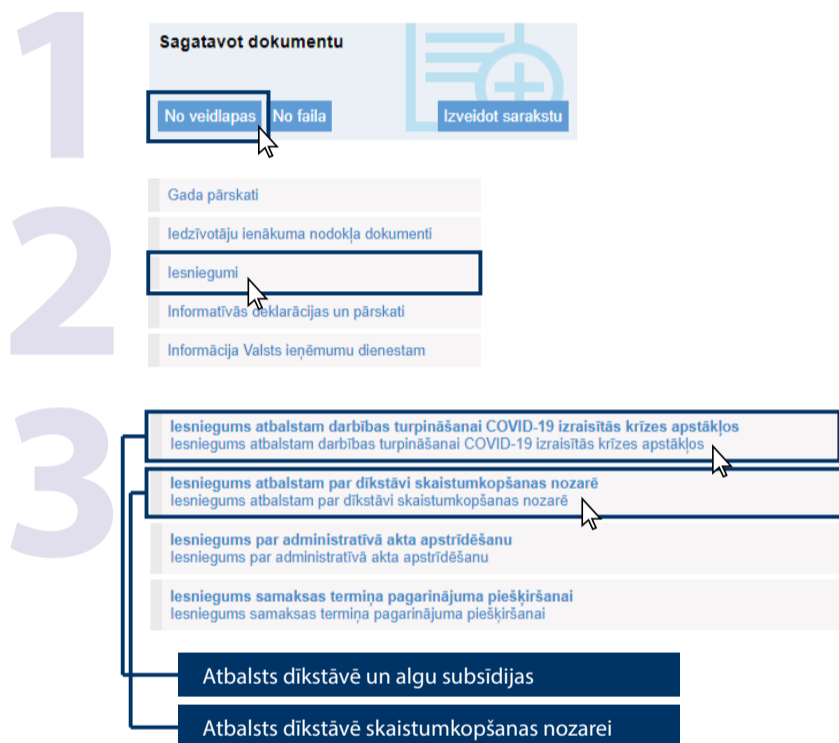 1
Sagatavot dokumentu
No veidlapas No faila Izveidot sarakstu
2
Gada pārskati
Iedzīvotāju ienākuma nodokļa dokumenti
Iesniegumi
Informatīvās deklarācijas un pārskati
Informācija Valsts ieņēmumu dienestam
3
Iesniegums atbalstam darbības turpināšanai COVID-19 izraisītās krīzes apstākļos
Iesniegums atbalstam darbības turpināšanai COVID-19 izraisītās krīzes apstākļos
Iesniegums atbalstam par dīkstāvi skaistumkopšanas nozarē
Iesniegums atbalstam par dīkstāvi skaistumkopšanas nozarē
Iesniegums par administratīvā akta apstrīdēšanu
Iesniegums par administratīvā akta apstrīdēšanu
Iesniegums samaksas termiņa pagarinājuma piešķiršanai
Iesniegums samaksas termiņa pagarinājuma piešķiršanai
Atbalsts dīkstāvē un algu subsīdijas
Atbalsts dīkstāvē skaistumkopšanas nozarei